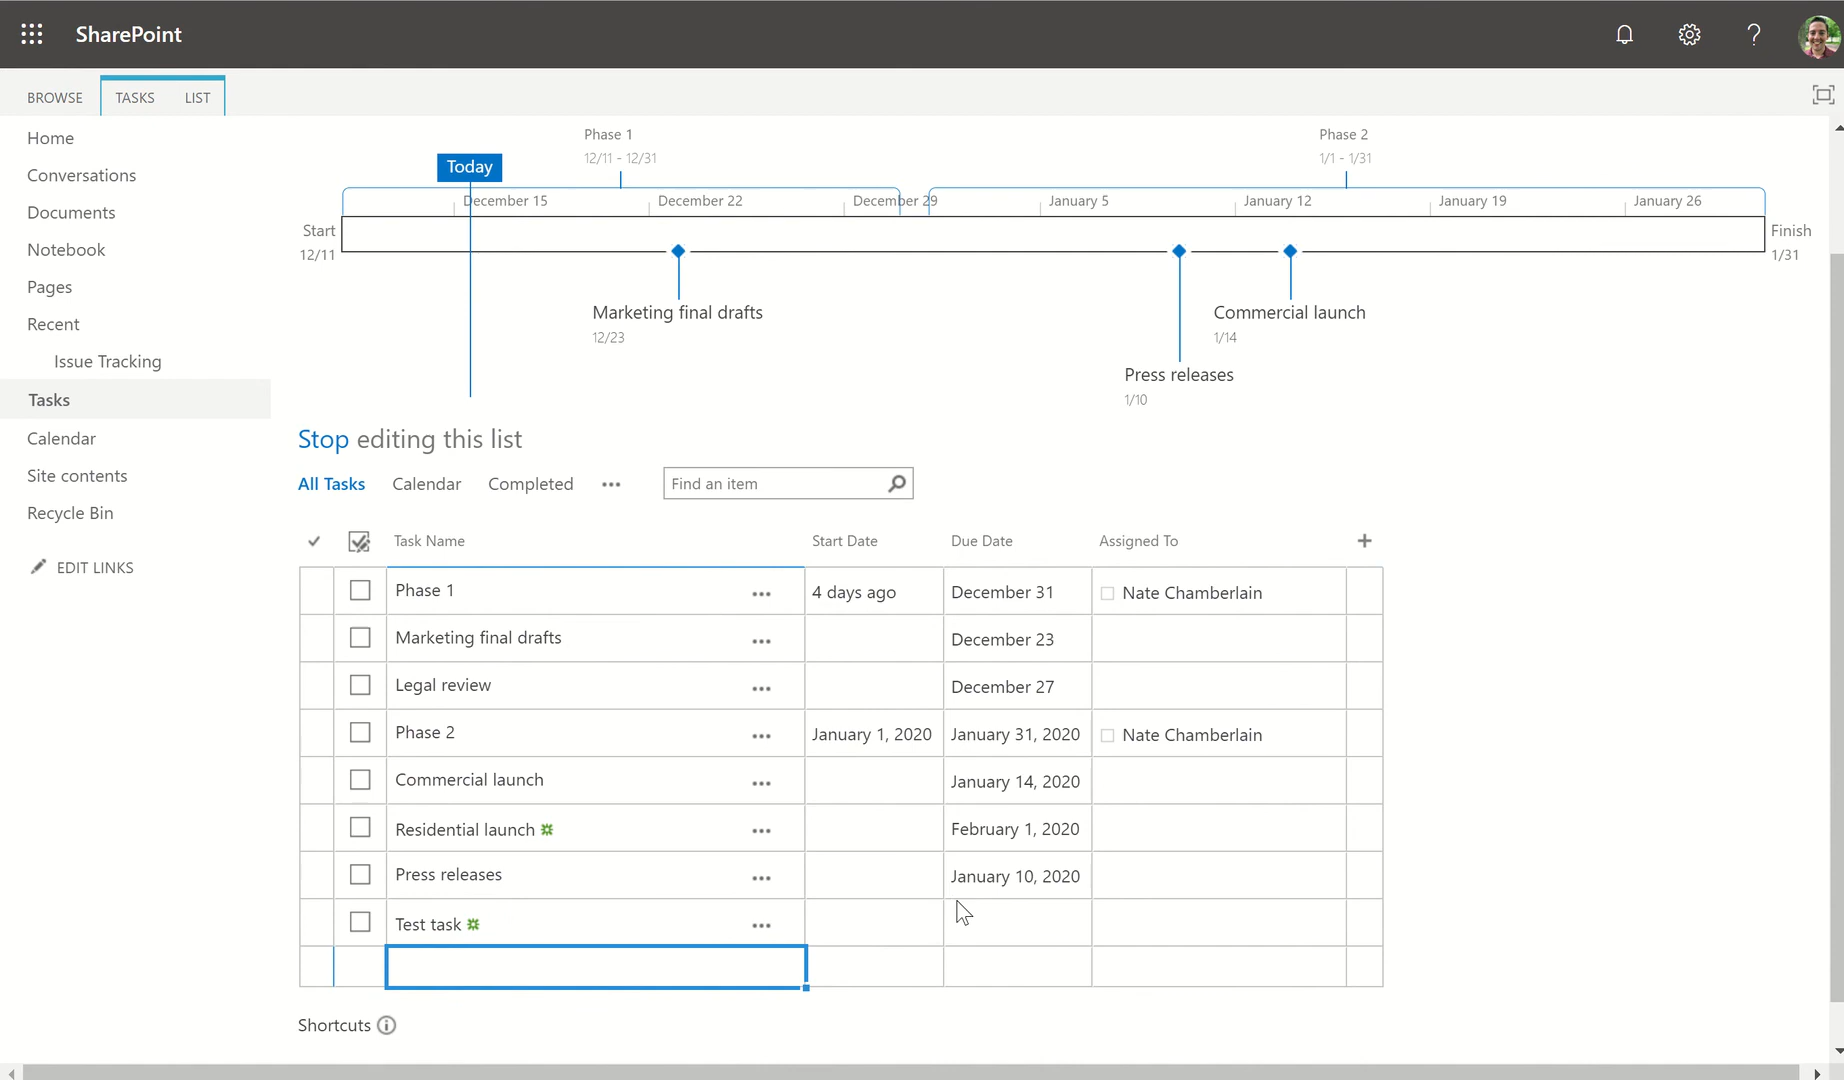 SharePoint
BROWSE TASKS LIST
Home
Conversations
Documents
Notebook
Pages
Recent
Issue Tracking
Tasks
Calendar
Site contents
Recycle Bin
EDIT LINKS
Phase 1
12/11 - 12/31
Phase 2
1/1 - 1/31
Today
December 15 December 22 December 29 January 5 January 12 January 19 January 26
Start
12/11
Finish
1/31
Marketing final drafts
12/23
Commercial launch
1/14
Press releases
1/10
Stop editing this list
All Tasks Calendar Completed ••• Find an item
Task Name Start Date Due Date Assigned To +
Phase 1 ••• 4 days ago December 31 Nate Chamberlain
Marketing final drafts ••• December 23
Legal review ••• December 27
Phase 2 ••• January 1, 2020 January 31, 2020 Nate Chamberlain
Commercial launch ••• January 14, 2020
Residential launch ••• February 1, 2020
Press releases ••• January 10, 2020
Test task •••
Shortcuts